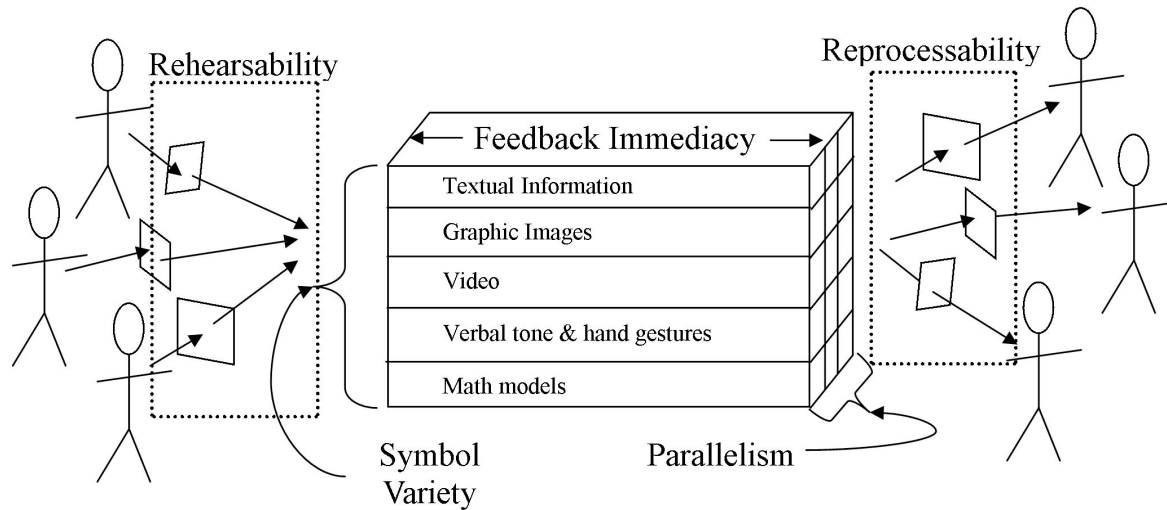 Rehearsability
Reprocessability
Feedback Immediacy
Textual Information
Graphic Images
Video
Verbal tone & hand gestures
Math models
Symbol
Variety
Parallelism